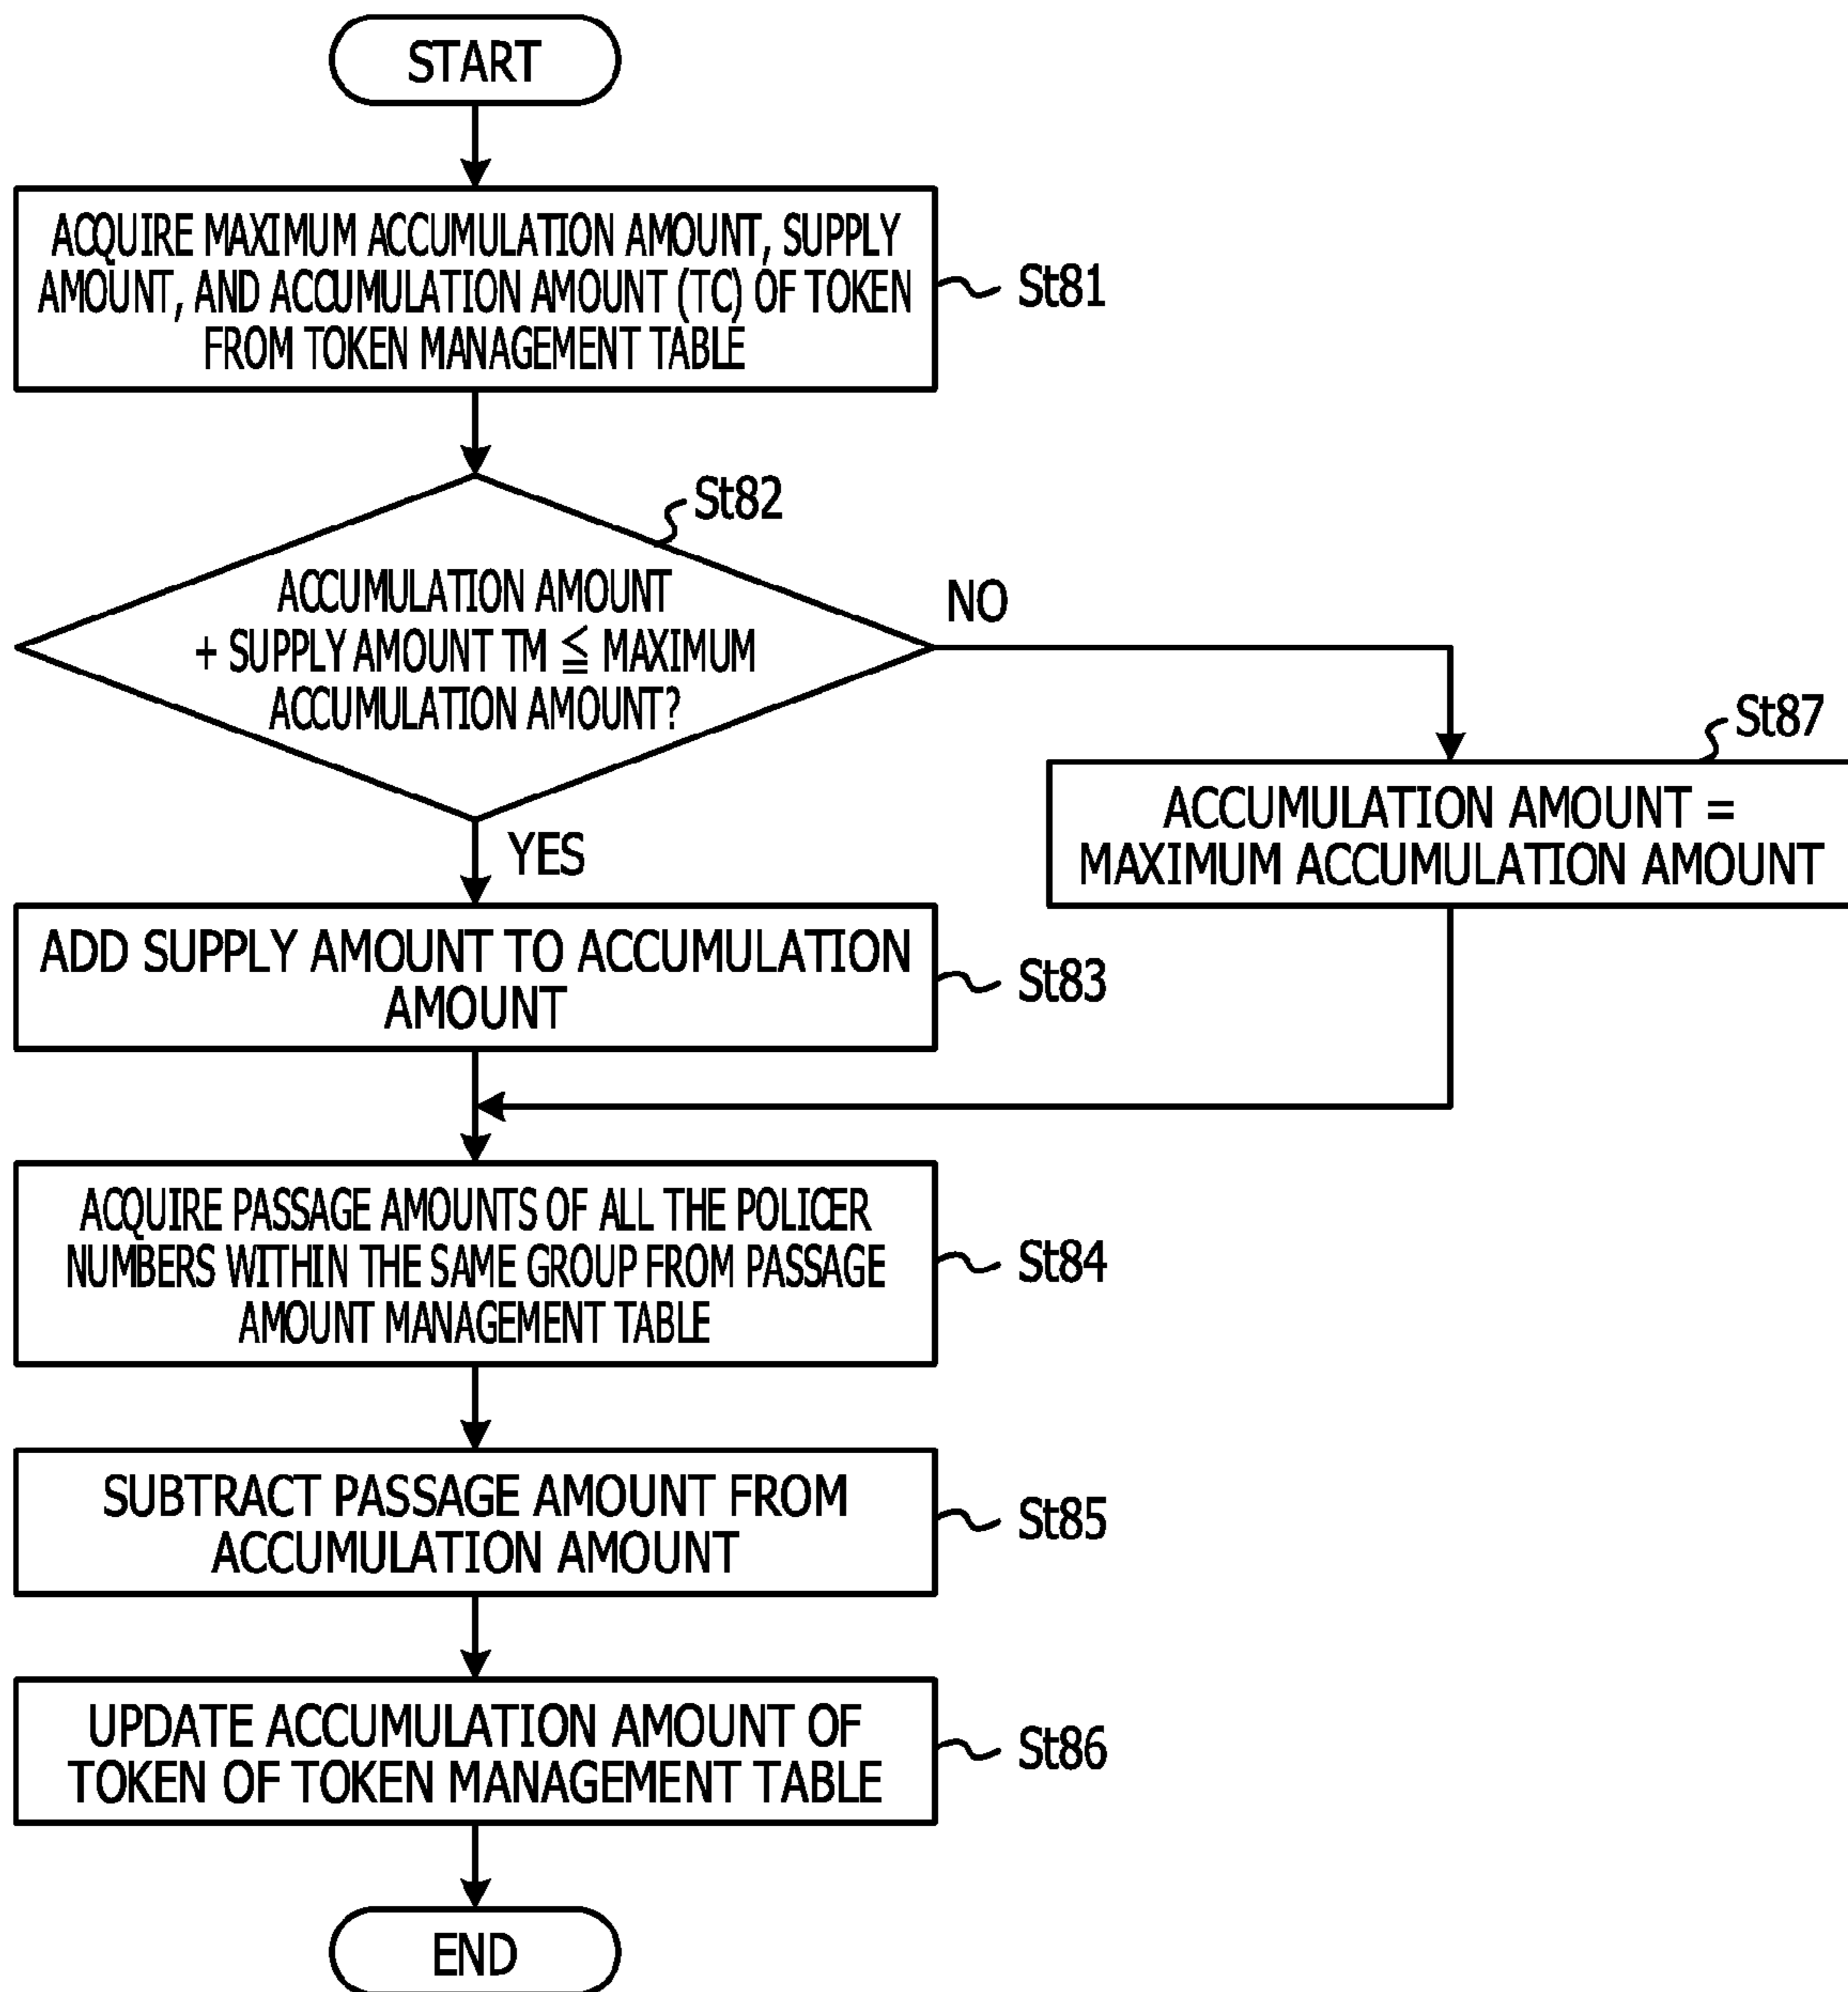 START
ACQUIRE MAXIMUM ACCUMULATION AMOUNT, SUPPLY
AMOUNT, AND ACCUMULATION AMOUNT (TC) OF TOKEN
FROM TOKEN MANAGEMENT TABLE
St81
St82
ACCUMULATION AMOUNT
+ SUPPLY AMOUNT TM ≦ MAXIMUM
ACCUMULATION AMOUNT?
NO
YES
St87
ACCUMULATION AMOUNT =
MAXIMUM ACCUMULATION AMOUNT
ADD SUPPLY AMOUNT TO ACCUMULATION
AMOUNT
St83
ACQUIRE PASSAGE AMOUNTS OF ALL THE POLICER
NUMBERS WITHIN THE SAME GROUP FROM PASSAGE
AMOUNT MANAGEMENT TABLE
St84
SUBTRACT PASSAGE AMOUNT FROM
ACCUMULATION AMOUNT
St85
UPDATE ACCUMULATION AMOUNT OF
TOKEN OF TOKEN MANAGEMENT TABLE
St86
END